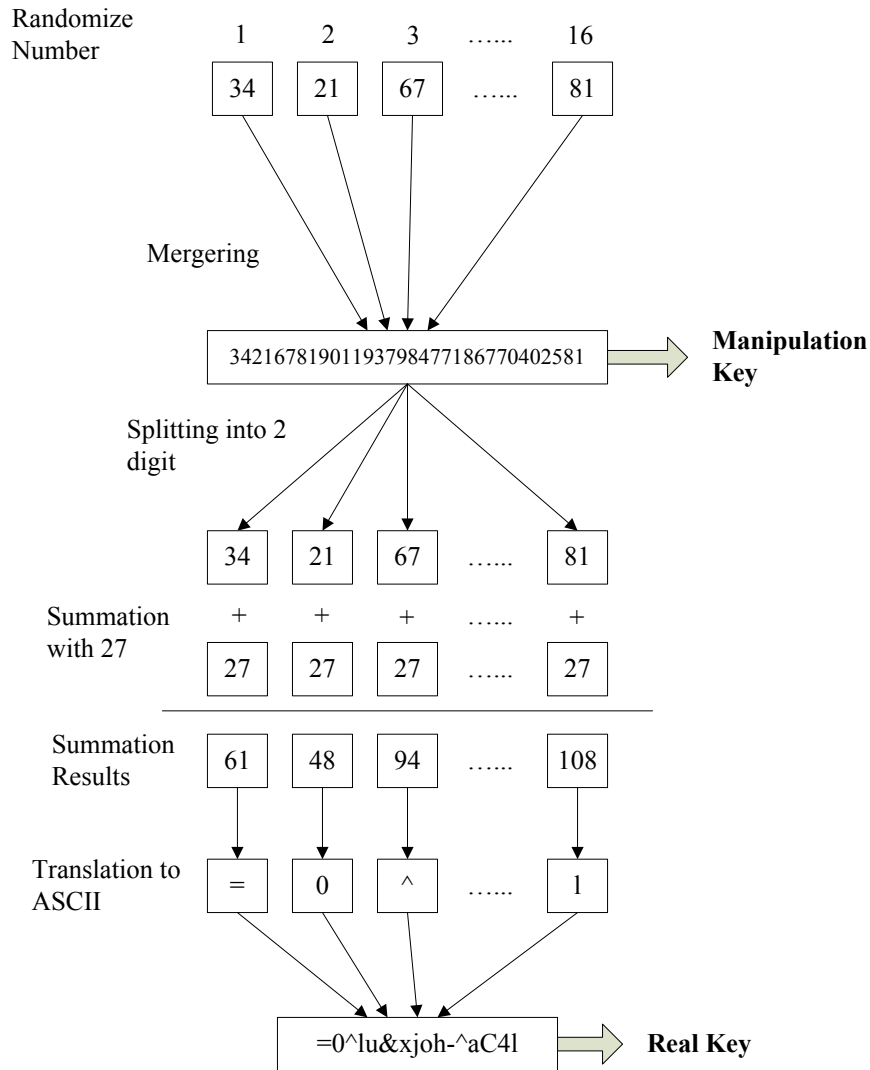 Randomize
Number
1 2 3 …... 16
34 21 67 …... 81
Mergering
34216781901193798477186770402581
Manipulation
Key
Splitting into 2
digit
34 21 67 …... 81
Summation
with 27
+ + + …... +
27 27 27 …... 27
Summation
Results
61 48 94 …... 108
Translation to
ASCII
= 0 ^ …... l
=0^lu&xjoh-^aC4l
Real Key